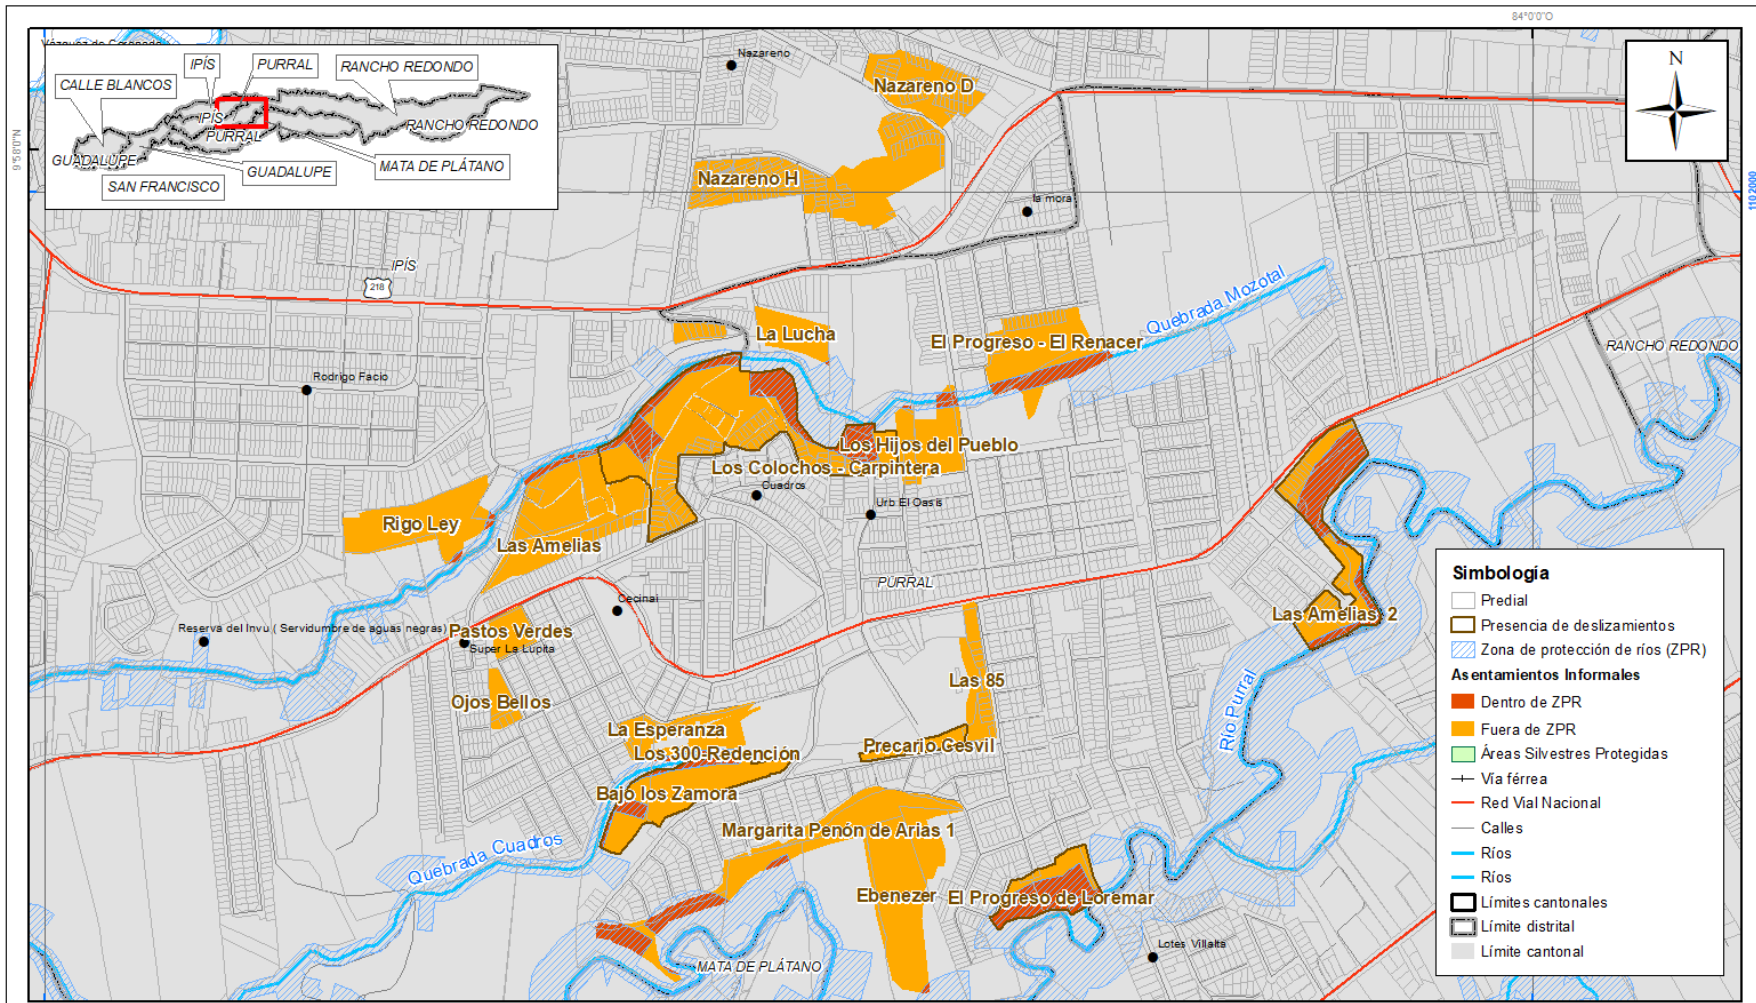 84°0'0"O
9°58'0"N
1102000
IPÍS
PURRAL
RANCHO REDONDO
CALLE BLANCOS
IPÍS
RANCHO REDONDO
PURRAL
GUADALUPE
GUADALUPE
MATA DE PLÁTANO
SAN FRANCISCO
N
Nazareno
Nazareno D
Nazareno H
la mora
IPÍS
218
Quebrada Mozotal
La Lucha
El Progreso - El Renacer
RANCHO REDONDO
Rodrigo Facio
Los Hijos del Pueblo
Los Colochos - Carpintera
Cuadros
Urb El Oasis
Rigo Ley
Las Amelias
PURRAL
Cecinai
Las Amelias 2
Reserva del Invu ( Servidumbre de aguas negras)
Pastos Verdes
Super La Lupita
Las 85
Ojos Bellos
Río Purral
La Esperanza
Los 300-Redención
Precario Cesvil
Bajo los Zamora
Margarita Penón de Arias 1
Quebrada Cuadros
Ebenezer
El Progreso de Loremar
Lotes Villalta
MATA DE PLÁTANO
Simbología
Predial
Presencia de deslizamientos
Zona de protección de ríos (ZPR)
Asentamientos Informales
Dentro de ZPR
Fuera de ZPR
Áreas Silvestres Protegidas
Vía férrea
Red Vial Nacional
Calles
Ríos
Ríos
Límites cantonales
Límite distrital
Límite cantonal